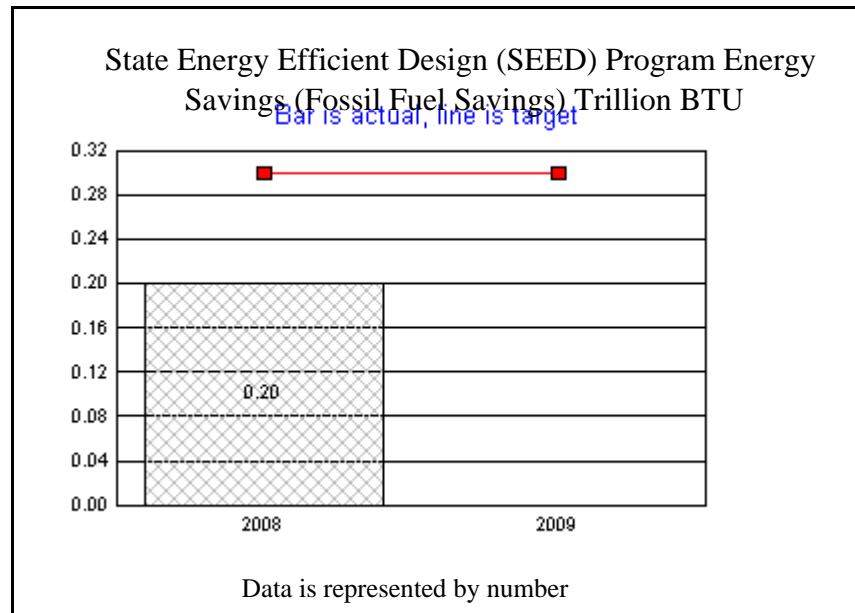 State Energy Efficient Design (SEED) Program Energy
Savings (Fossil Fuel Savings) Trillion BTU
Bar is actual, line is target
0.32
0.28
0.24
0.20
0.16
0.12
0.08
0.04
0.00
0.20
2008 2009
Data is represented by number